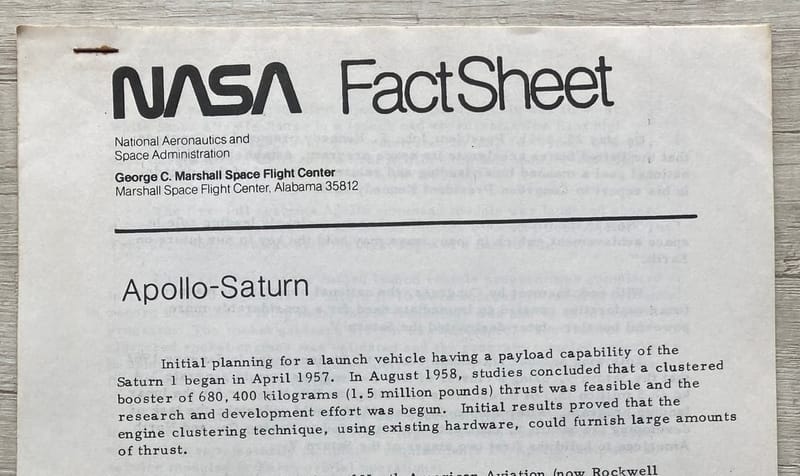 NASA FactSheet
National Aeronautics and
Space Administration
George C. Marshall Space Flight Center
Marshall Space Flight Center, Alabama 35812
Apollo-Saturn
Initial planning for a launch vehicle having a payload capability of the
Saturn 1 began in April 1957. In August 1958, studies concluded that a clustered
booster of 680,400 kilograms (1.5 million pounds) thrust was feasible and the
research and development effort was begun. Initial results proved that the
engine clustering technique, using existing hardware, could furnish large amounts
of thrust.
American Aviation (now Rockwell